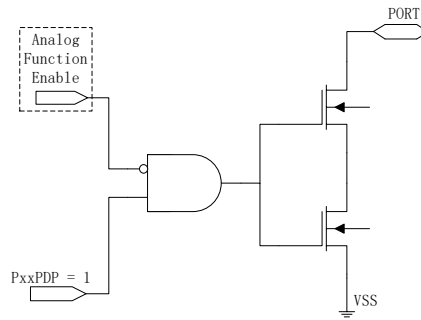 PORT
Analog
Function
Enable
PxxPDP = 1
VSS